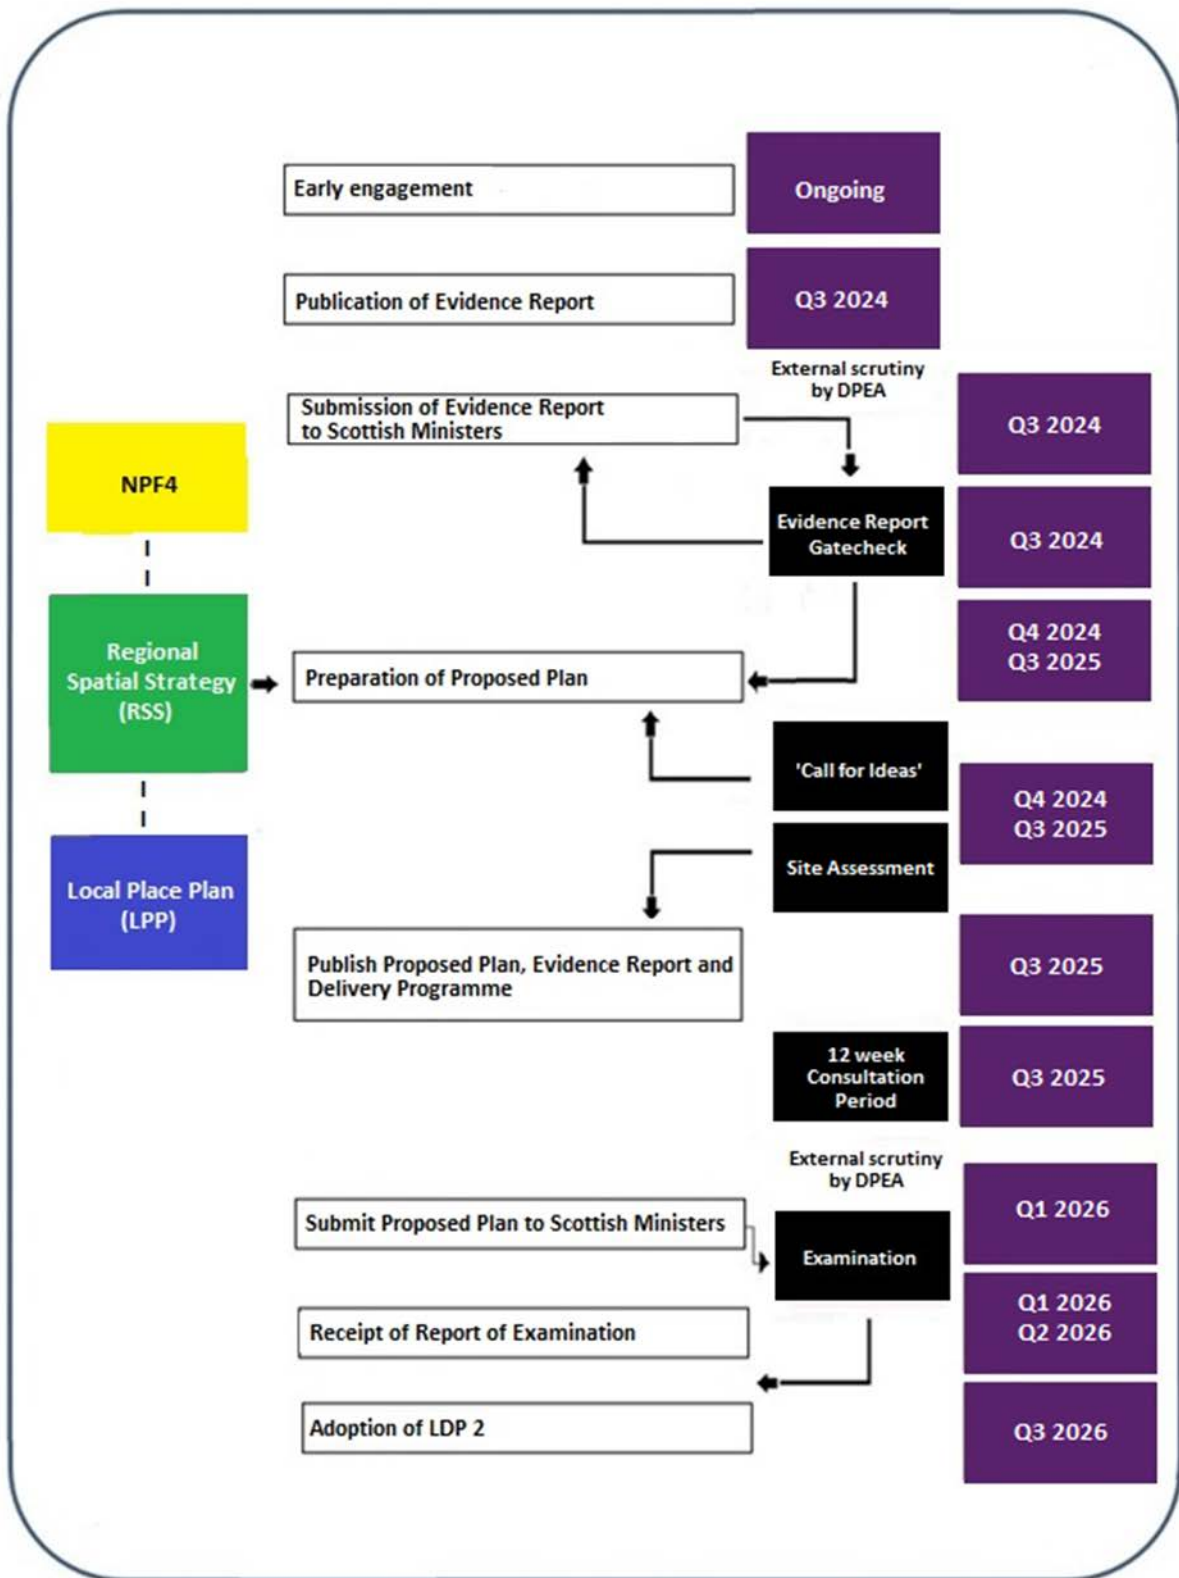 Early engagement
Ongoing
Publication of Evidence Report
Q3 2024
External scrutiny
by DPEA
Submission of Evidence Report
to Scottish Ministers
Q3 2024
NPF4
Evidence Report
Gatecheck
Q3 2024
Regional
Spatial Strategy
(RSS)
Preparation of Proposed Plan
Q4 2024
Q3 2025
'Call for Ideas'
Q4 2024
Q3 2025
Site Assessment
Local Place Plan
(LPP)
Publish Proposed Plan, Evidence Report and
Delivery Programme
Q3 2025
12 week
Consultation
Period
Q3 2025
External scrutiny
by DPEA
Submit Proposed Plan to Scottish Ministers
Q1 2026
Examination
Receipt of Report of Examination
Q1 2026
Q2 2026
Adoption of LDP 2
Q3 2026